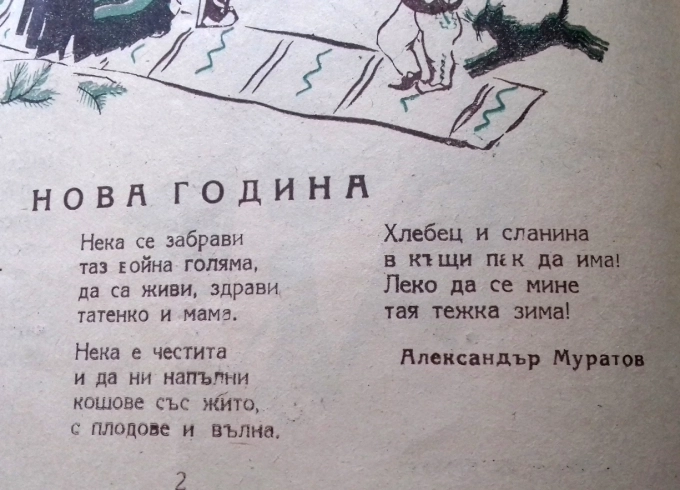 НОВА ГОДИНА
Нека се забрави
таз война голяма,
да са живи, здрави
татенко и мама.
Нека е честита
и да ни напълни
кошове със жито,
с плодове и вълна.
Хлебец и сланина
в къщи пак да има!
Леко да се мине
тая тежка зима!
Александър Муратов
2